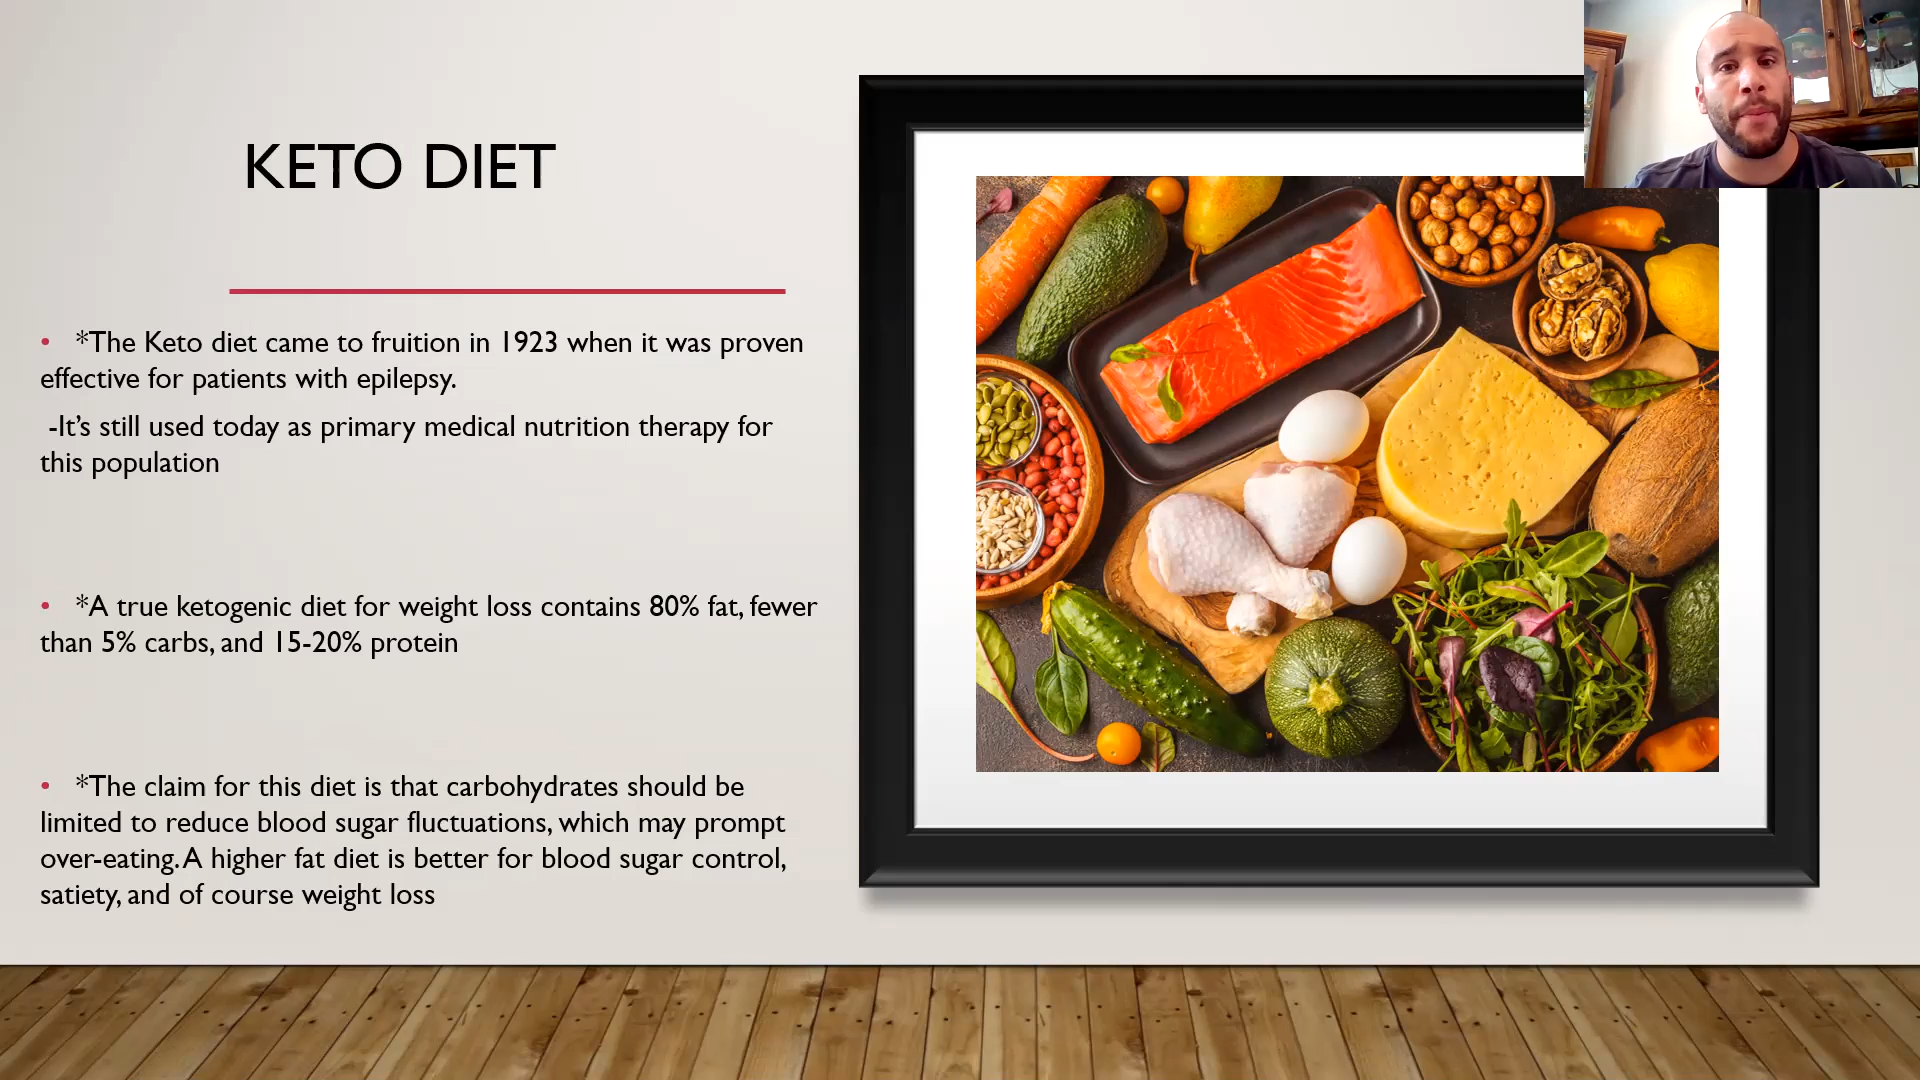 KETO DIET
• *The Keto diet came to fruition in 1923 when it was proven
effective for patients with epilepsy.
-It’s still used today as primary medical nutrition therapy for
this population
• *A true ketogenic diet for weight loss contains 80% fat, fewer
than 5% carbs, and 15-20% protein
• *The claim for this diet is that carbohydrates should be
limited to reduce blood sugar fluctuations, which may prompt
over-eating. A higher fat diet is better for blood sugar control,
satiety, and of course weight loss